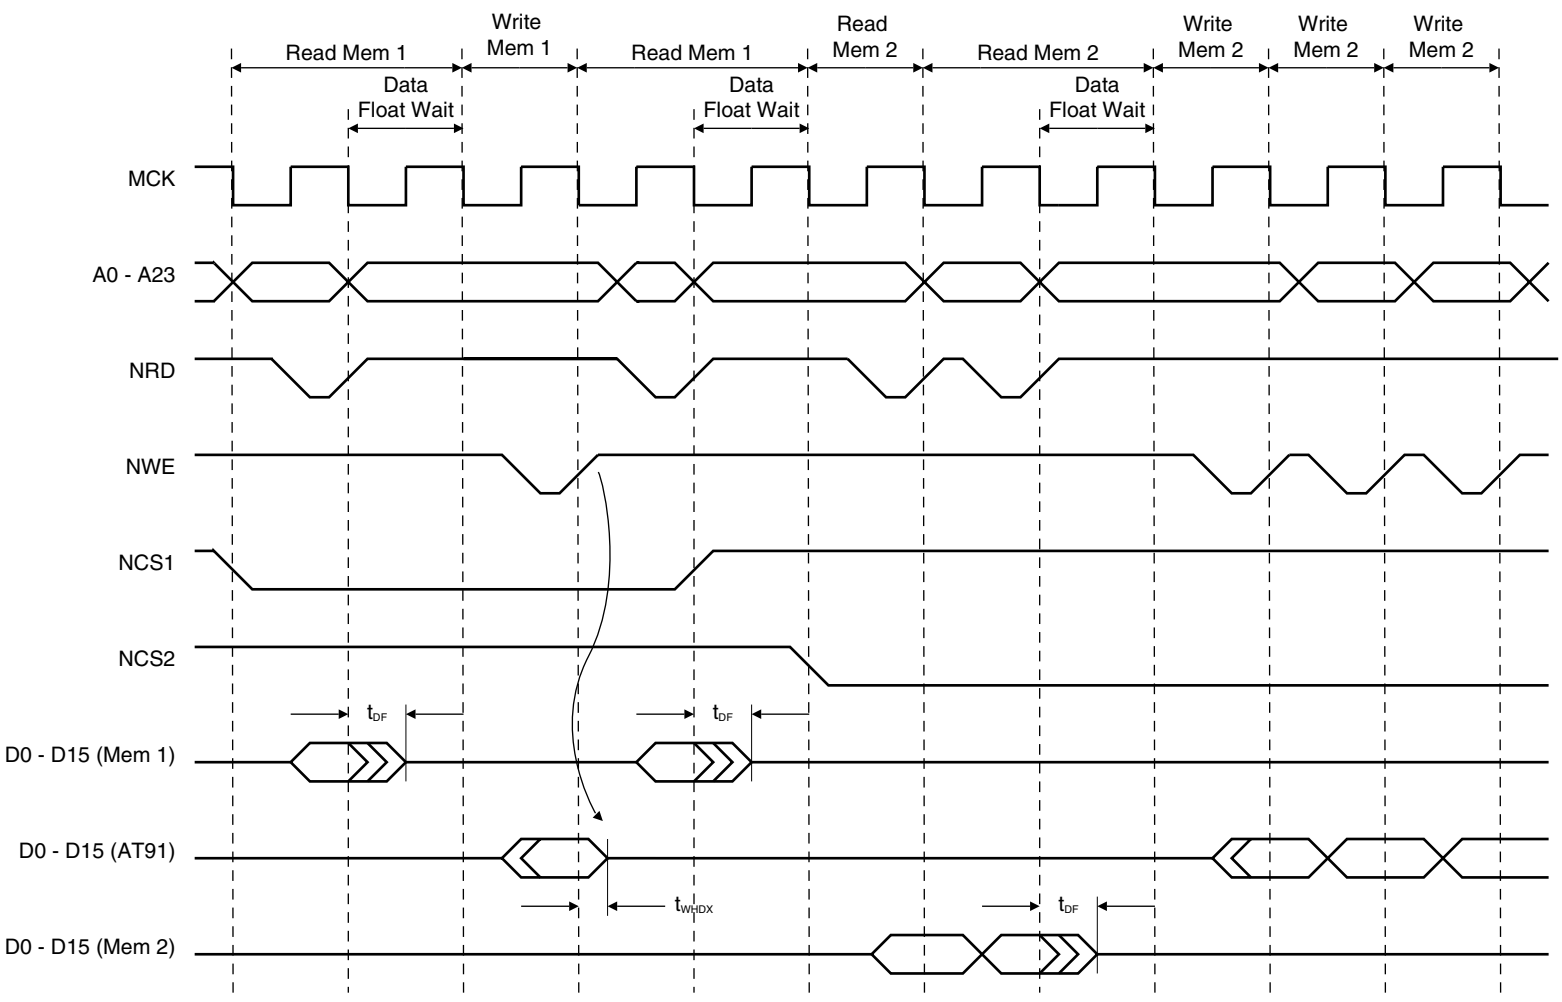 Write Read Write Write Write
Read Mem 1 Mem 1 Read Mem 1 Mem 2 Read Mem 2 Mem 2 Mem 2 Mem 2
Data Data Data
Float Wait Float Wait Float Wait
MCK
A0 - A23
NRD
NWE
NCS1
NCS2
tDF tDF
D0 - D15 (Mem 1)
D0 - D15 (AT91)
tWHDX tDF
D0 - D15 (Mem 2)